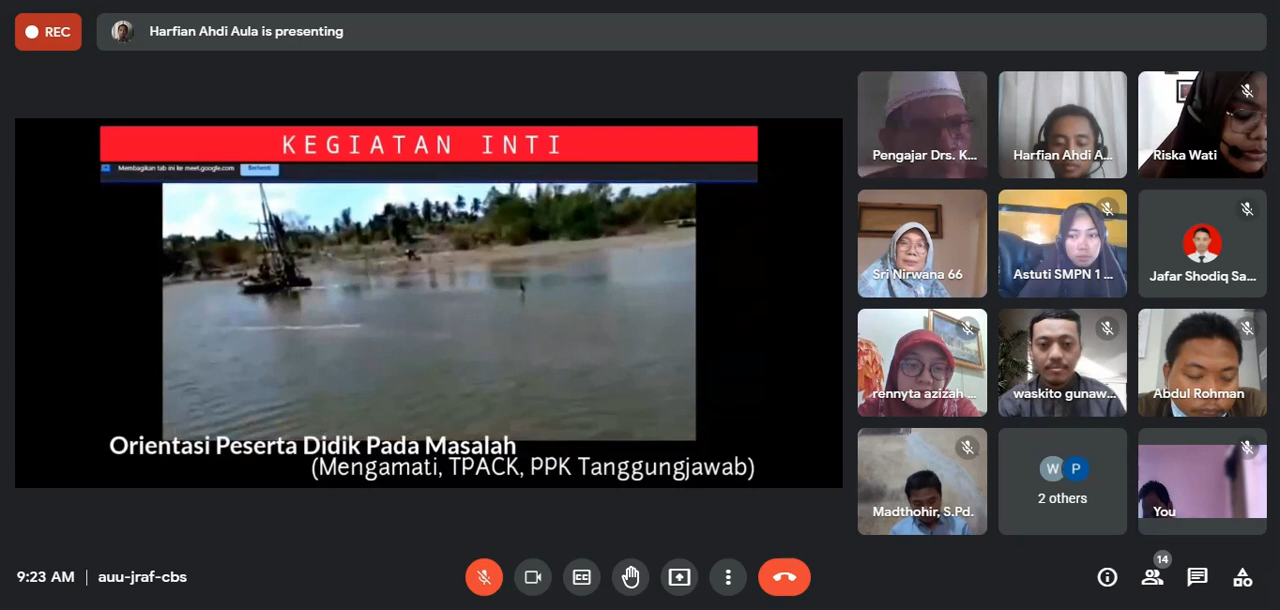 REC
Harfian Ahdi Aula is presenting
KEGIATAN INTI
Membagikan tab ini ke meet.google.com
Berhenti
Orientasi Peserta Didik Pada Masalah
(Mengamati, TPACK, PPK Tanggungjawab)
Pengajar Drs. K...
Harfian Ahdi A...
Riska Wati
Sri Nirwana 66
Astuti SMPN 1 ...
Jafar Shodiq Sa...
rennyta azizah ...
waskito gunaw...
Abdul Rohman
Madthohir, S.Pd.
W P
2 others
You
9:23 AM | auu-jraf-cbs
CC
14